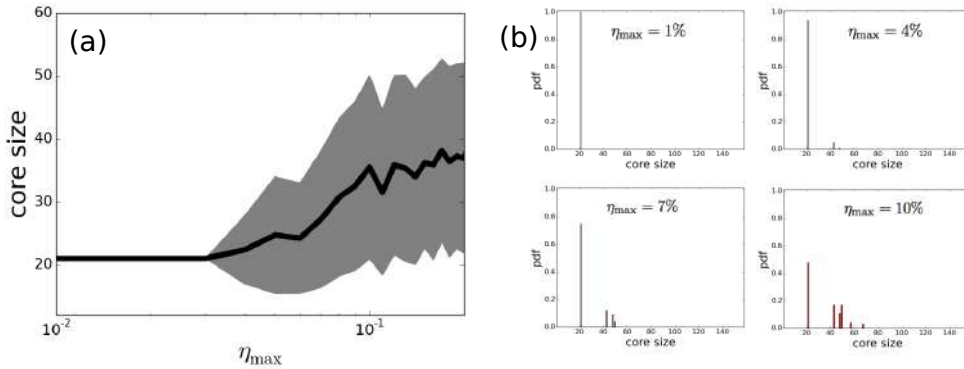 (a)
60
50
40
30
20
core size
10⁻²
10⁻¹
η_max
(b)
η_max = 1%
1.0
0.8
0.6
0.4
0.2
0.0
pdf
20 40 60 80 100 120 140
core size
η_max = 4%
1.0
0.8
0.6
0.4
0.2
0.0
pdf
20 40 60 80 100 120 140
core size
η_max = 7%
1.0
0.8
0.6
0.4
0.2
0.0
pdf
20 40 60 80 100 120 140
core size
η_max = 10%
1.0
0.8
0.6
0.4
0.2
0.0
pdf
20 40 60 80 100 120 140
core size